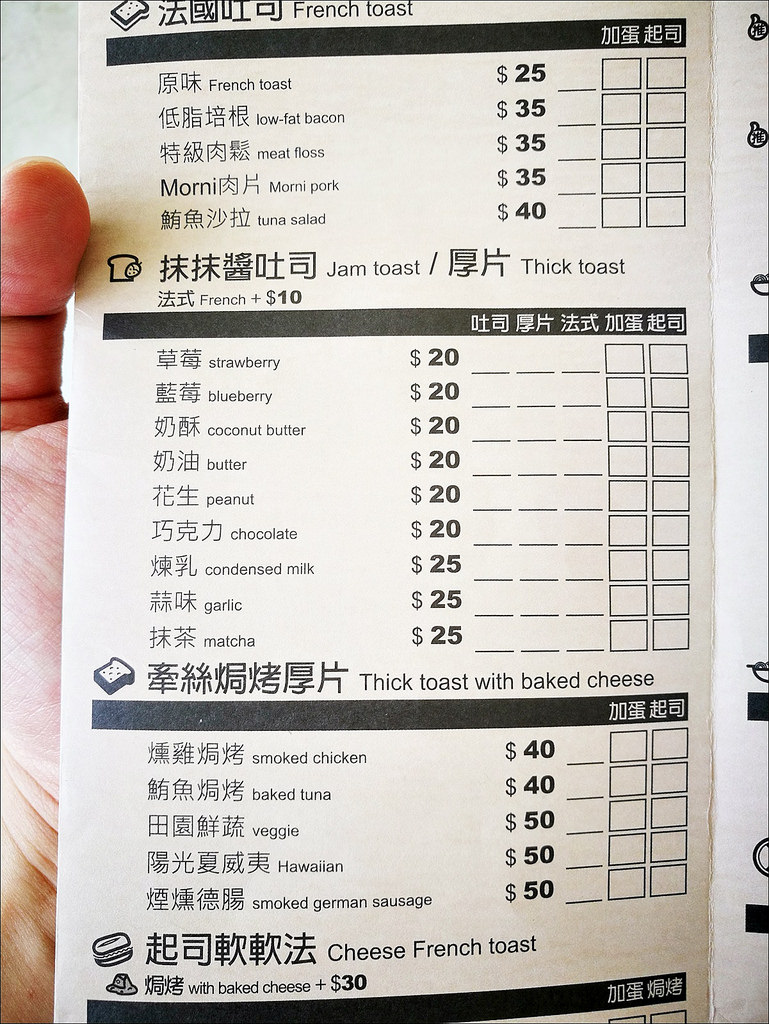 法國吐司 French toast
加蛋 起司
原味 French toast $ 25
低脂培根 low-fat bacon $ 35
特級肉鬆 meat floss $ 35
Morni肉片 Morni pork $ 35
鮪魚沙拉 tuna salad $ 40
抹抹醬吐司 Jam toast / 厚片 Thick toast
法式 French + $10
吐司 厚片 法式 加蛋 起司
草莓 strawberry $ 20
藍莓 blueberry $ 20
奶酥 coconut butter $ 20
奶油 butter $ 20
花生 peanut $ 20
巧克力 chocolate $ 20
煉乳 condensed milk $ 25
蒜味 garlic $ 25
抹茶 matcha $ 25
牽絲焗烤厚片 Thick toast with baked cheese
加蛋 起司
燻雞焗烤 smoked chicken $ 40
鮪魚焗烤 baked tuna $ 40
田園鮮蔬 veggie $ 50
陽光夏威夷 Hawaiian $ 50
煙燻德腸 smoked german sausage $ 50
起司軟軟法 Cheese French toast
焗烤 with baked cheese + $30
加蛋 焗烤